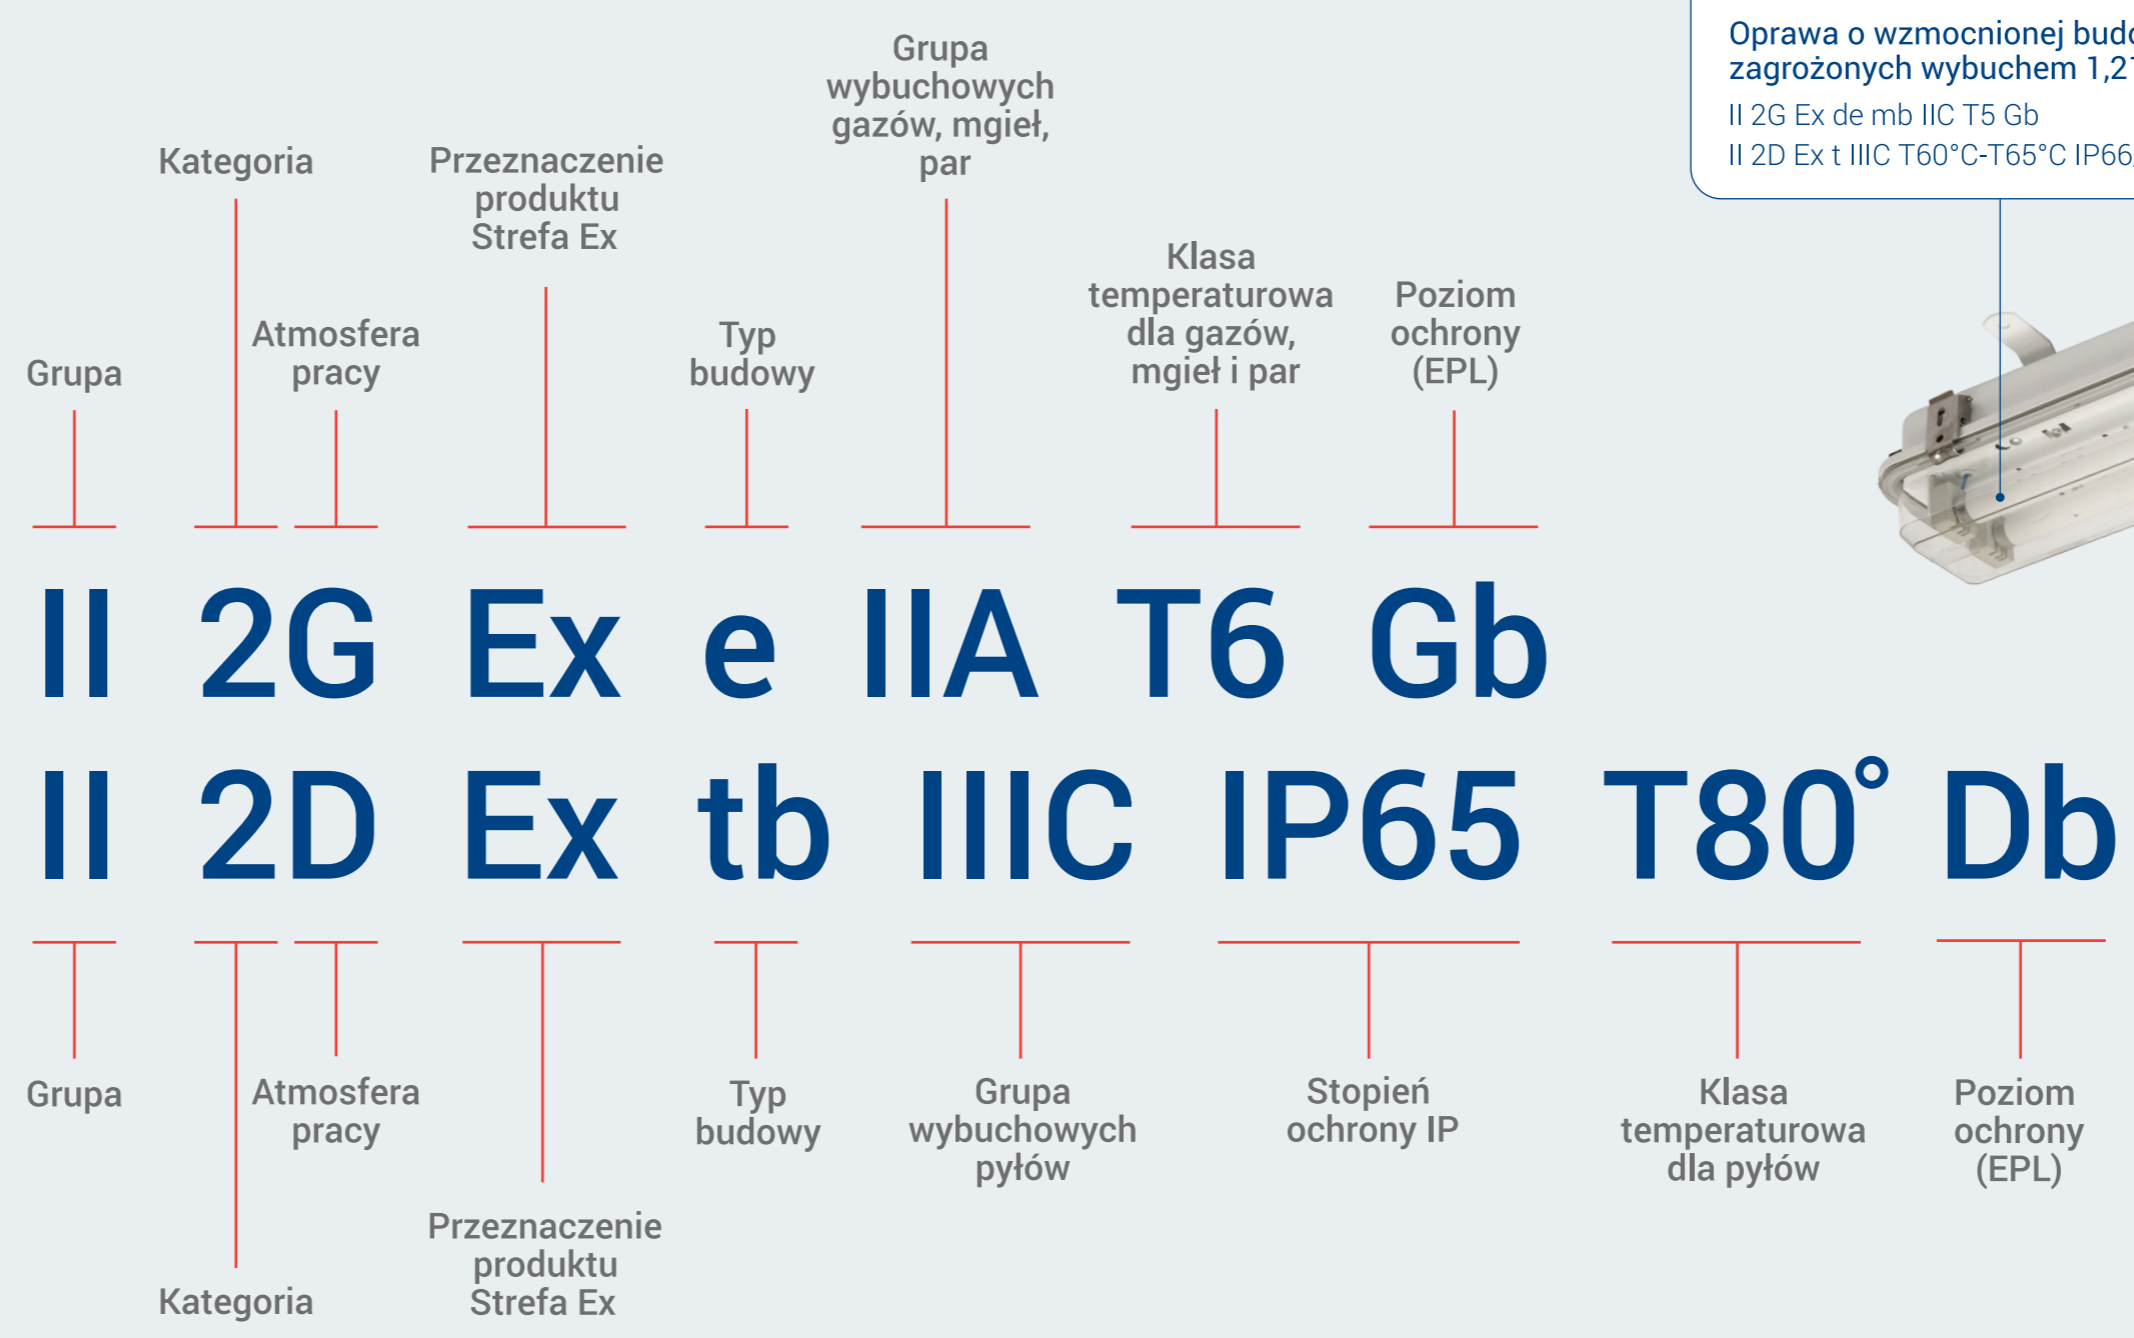 Oprawa o wzmocnionej
zagrożonych wybuchem
II 2G Ex de mb IIC T5 Gb
II 2D Ex t IIIC T60°C-T65°C IP66
Grupa
Kategoria
Atmosfera
pracy
Przeznaczenie
produktu
Strefa Ex
Typ
budowy
Grupa
wybuchowych
gazów, mgieł,
par
Klasa
temperaturowa
dla gazów,
mgieł i par
Poziom
ochrony
(EPL)
II 2G Ex e IIA T6 Gb
II 2D Ex tb IIIC IP65 T80° Db
Grupa
Kategoria
Atmosfera
pracy
Przeznaczenie
produktu
Strefa Ex
Typ
budowy
Grupa
wybuchowych
pyłów
Stopień
ochrony IP
Klasa
temperaturowa
dla pyłów
Poziom
ochrony
(EPL)